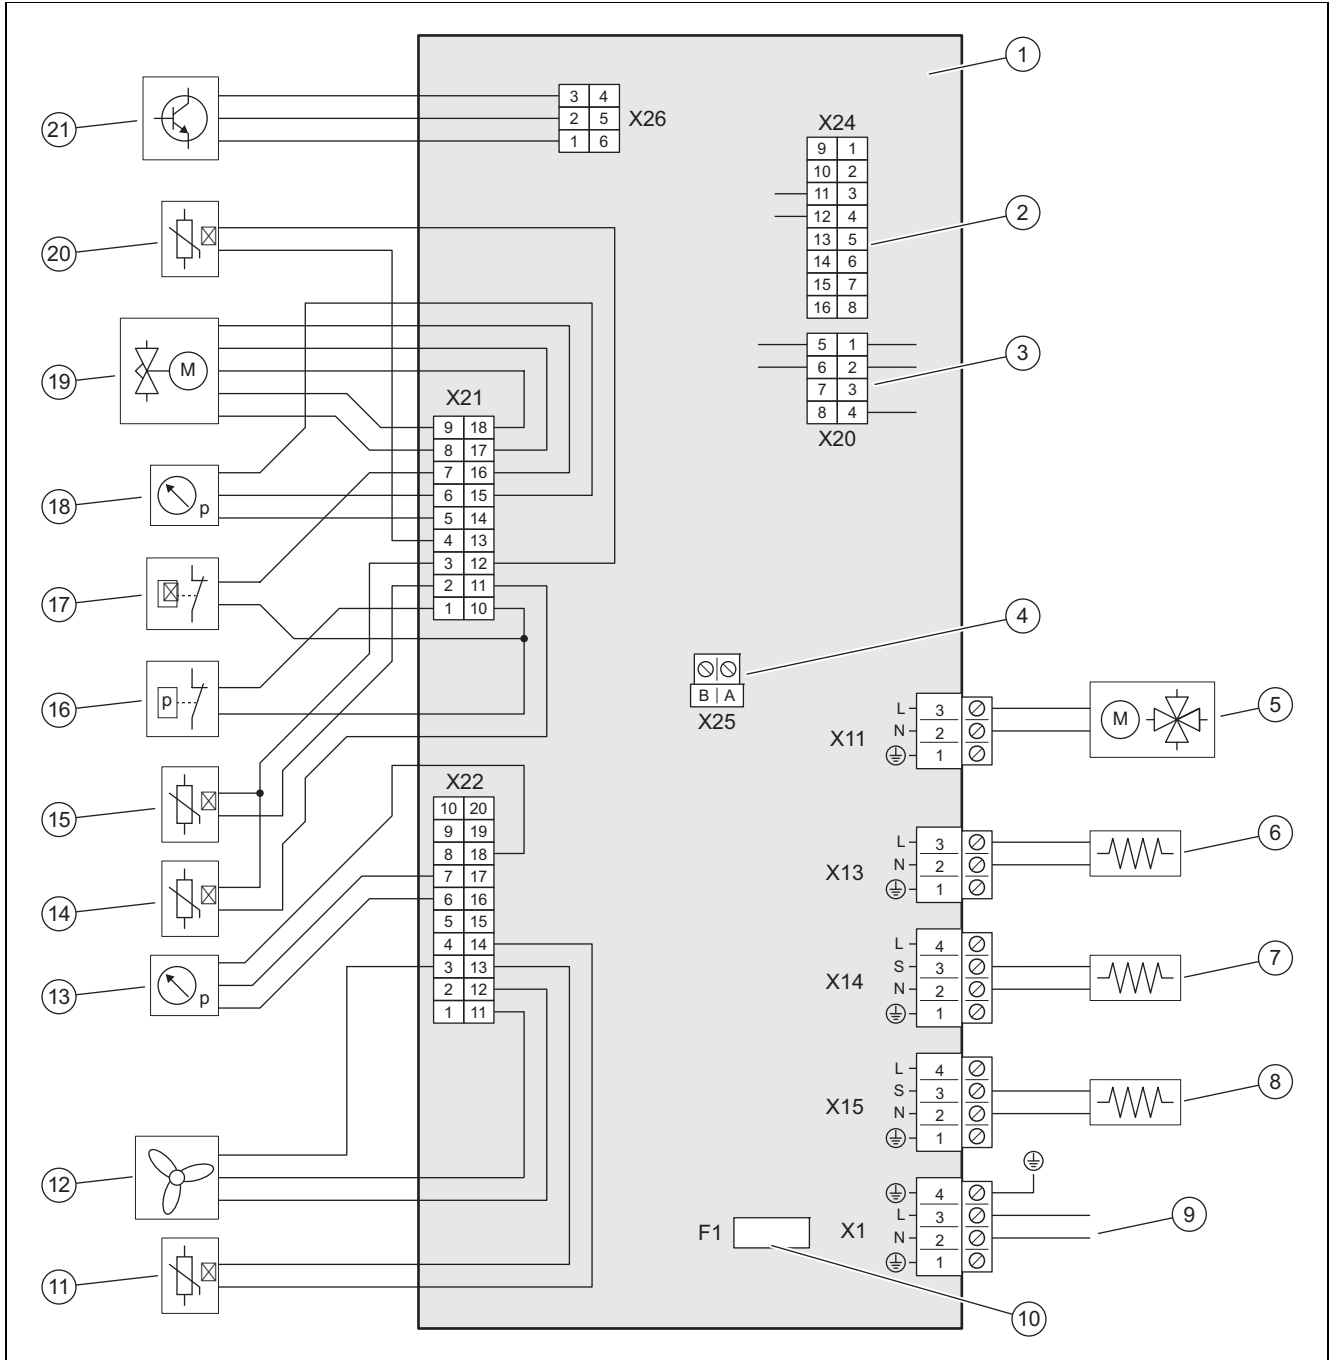 1
21
3 4
2 5
1 6
X26
X24
9 1
10 2
11 3
12 4
13 5
14 6
15 7
16 8
2
20
5 1
6 2
7 3
8 4
X20
3
19
M
X21
9 18
8 17
7 16
6 15
5 14
4 13
3 12
2 11
1 10
18
p
17
4
B A
X25
16
p
X11
L 3
N 2
1
M
5
15
X22
10 20
9 19
8 18
7 17
6 16
5 15
4 14
3 13
2 12
1 11
X13
L 3
N 2
1
6
14
X14
L 4
S 3
N 2
1
7
13
p
X15
L 4
S 3
N 2
1
8
12
F1
X1
4
L 3
N 2
1
9
11
10